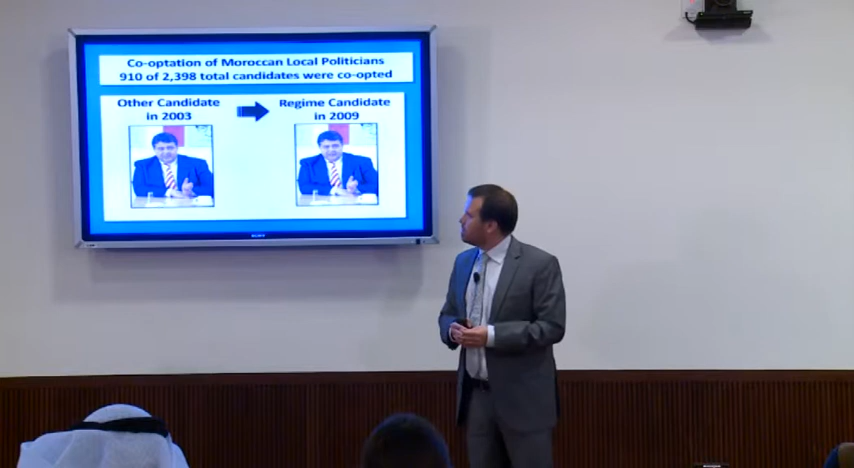 Co-optation of Moroccan Local Politicians
910 of 2,398 total candidates were co-opted
Other Candidate
in 2003
Regime Candidate
in 2009
SONY